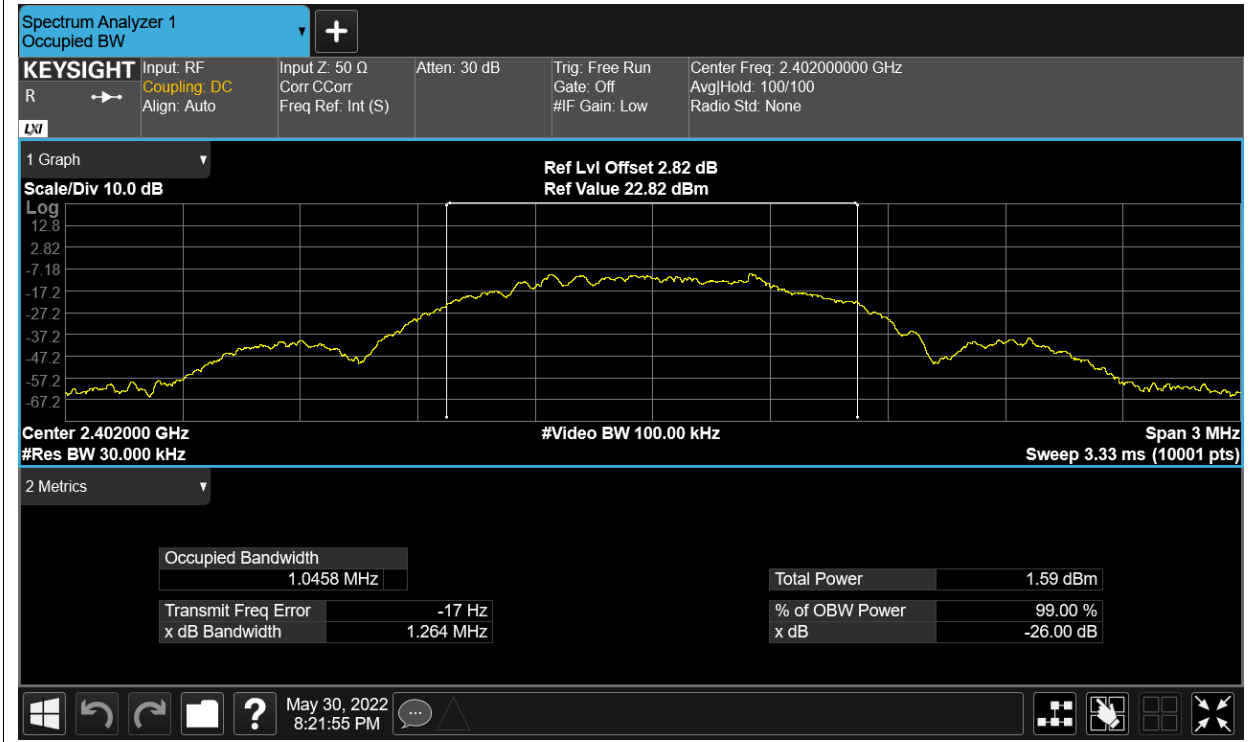 Spectrum Analyzer 1
Occupied BW
KEYSIGHT
R
LXI
Input: RF
Coupling: DC
Align: Auto
Input Z: 50 Ω
Corr CCorr
Freq Ref: Int (S)
Atten: 30 dB
Trig: Free Run
Gate: Off
#IF Gain: Low
Center Freq: 2.402000000 GHz
Avg|Hold: 100/100
Radio Std: None
1 Graph
Scale/Div 10.0 dB
Ref Lvl Offset 2.82 dB
Ref Value 22.82 dBm
Log
12.8
2.82
-7.18
-17.2
-27.2
-37.2
-47.2
-57.2
-67.2
Center 2.402000 GHz
#Video BW 100.00 kHz
Span 3 MHz
#Res BW 30.000 kHz
Sweep 3.33 ms (10001 pts)
2 Metrics
Occupied Bandwidth
1.0458 MHz
Total Power 1.59 dBm
Transmit Freq Error -17 Hz
% of OBW Power 99.00 %
x dB Bandwidth 1.264 MHz
x dB -26.00 dB
?
May 30, 2022
8:21:55 PM